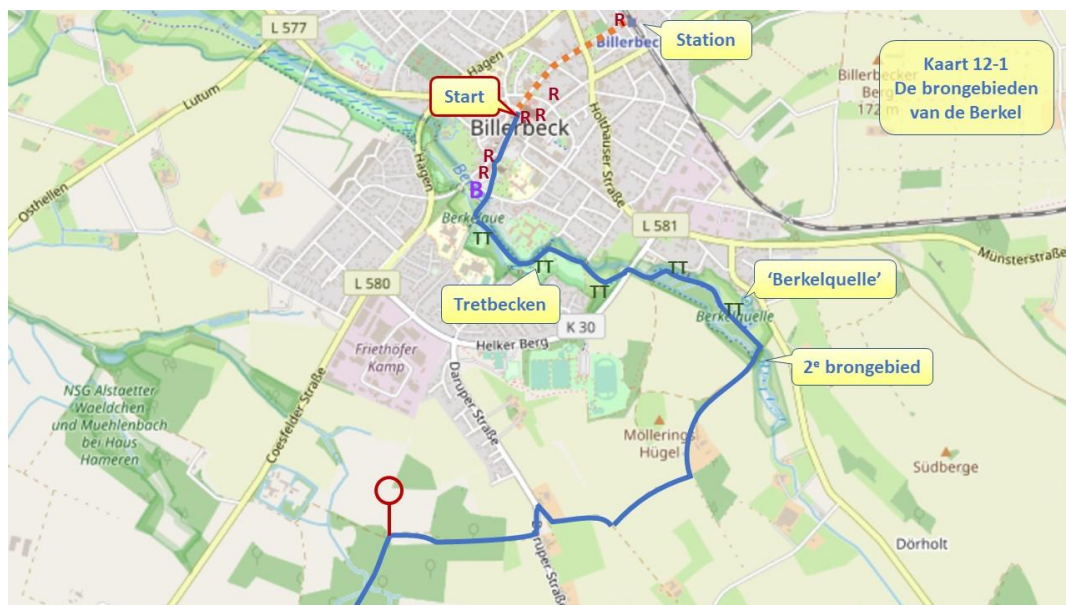 L 577
Hagen
R
Billerbec
Station
Kaart 12-1
De brongebieden
van de Berkel
Billerbecker
Berg
172 m
Lutum
Start
R
R
R
Billerbeck
Holthauser Straße
Hagen
R
R
B
Be
Osthellen
Berkelaue
TT
L 581
Münsterstraße
TT
TT
TT
TT
L 580
Tretbecken
'Berkelquelle'
Berkelquelle
K 30
Helker Berg
Friethöfer
Kamp
2e brongebied
NSG Alstaetter
Waeldchen
und Muehlenbach
bei Haus
Hameren
Coesfelder Straße
Daruper Straße
Möllerings
Hügel
Südberge
Daruper Straße
Dörholt